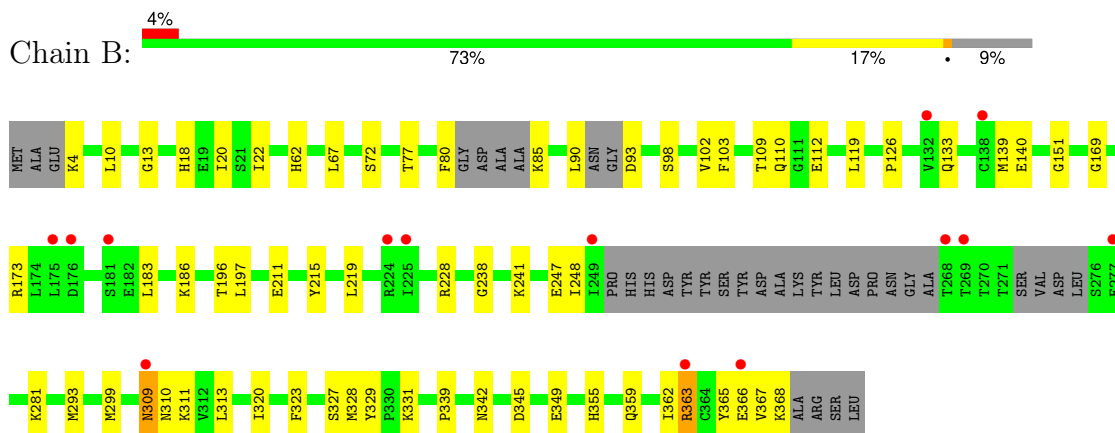 4%
Chain B:
73% 17% • 9%
MET ALA GLU K4 L10 G13 H18 E19 I20 S21 I22 H62 L67 S72 T77 F80 GLY ASP ALA ALA K85 L90 ASN GLY D93 S98 V102 F103 T109 Q110 G111 E112 L119 P126 V132 Q133 C138 M139 E140 G151 G169
R173 L174 L175 D176 S181 E182 L183 K186 T196 L197 E211 Y215 L219 R224 I225 R228 G238 K241 E247 I248 I249 PRO HIS HIS ASP TYR TYR SER TYR ASP ALA LYS TYR LEU ASP PRO ASN GLY ALA T268 T269 T270 T271 SER VAL ASP LEU S276
K281 M293 M299 N309 N310 K311 V312 L313 I320 F323 S327 M328 Y329 P330 K331 P339 N342 D345 E349 H355 Q359 I362 R363 C364 Y365 E366 V367 K368 ALA ARG SER LEU